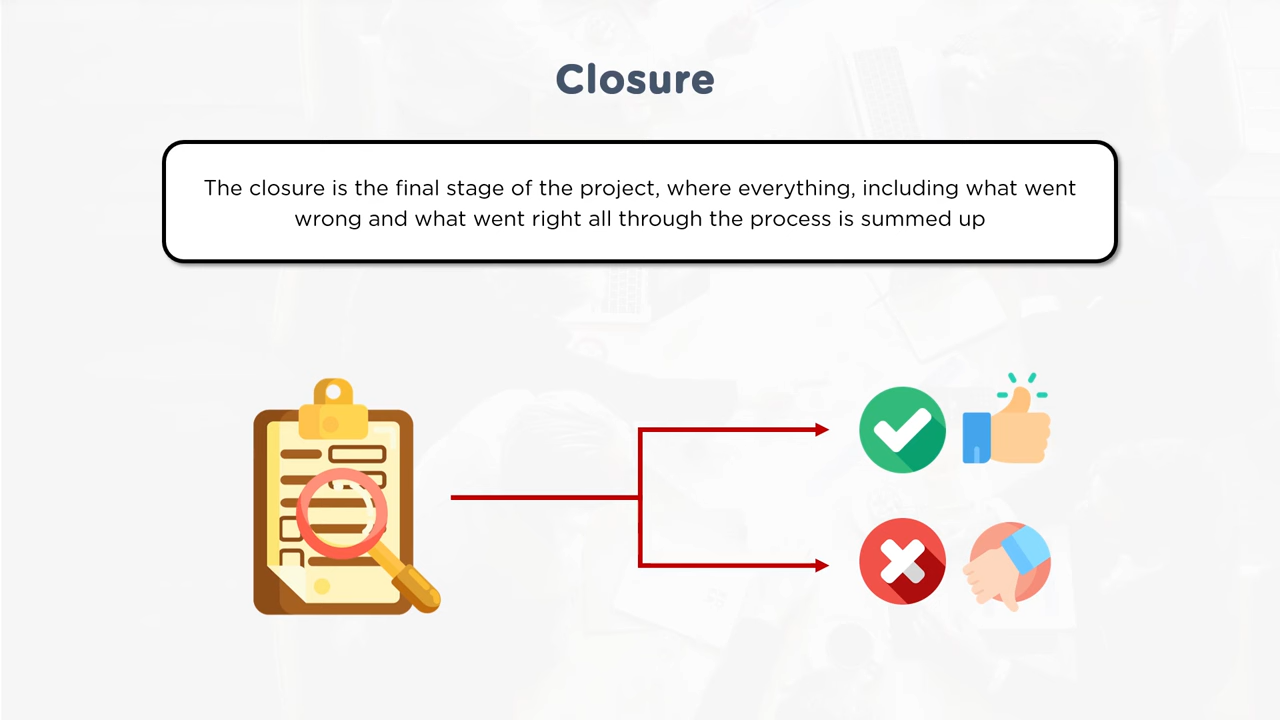 Closure
The closure is the final stage of the project, where everything, including what went
wrong and what went right all through the process is summed up